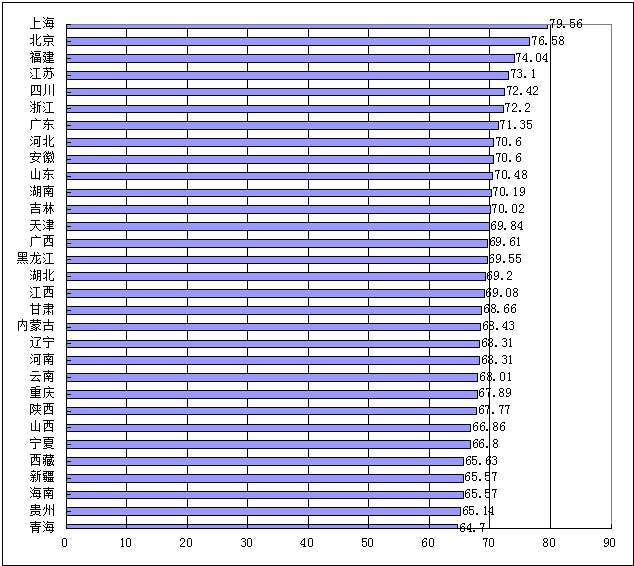 上海 79.56
北京 76.58
福建 74.04
江苏 73.1
四川 72.42
浙江 72.2
广东 71.35
河北 70.6
安徽 70.6
山东 70.48
湖南 70.19
吉林 70.02
天津 69.84
广西 69.61
黑龙江 69.55
湖北 69.2
江西 69.08
甘肃 68.66
内蒙古 68.43
辽宁 68.31
河南 68.31
云南 68.01
重庆 67.89
陕西 67.77
山西 66.86
宁夏 66.8
西藏 65.63
新疆 65.57
海南 65.57
贵州 65.14
青海 64.7
0 10 20 30 40 50 60 70 80 90